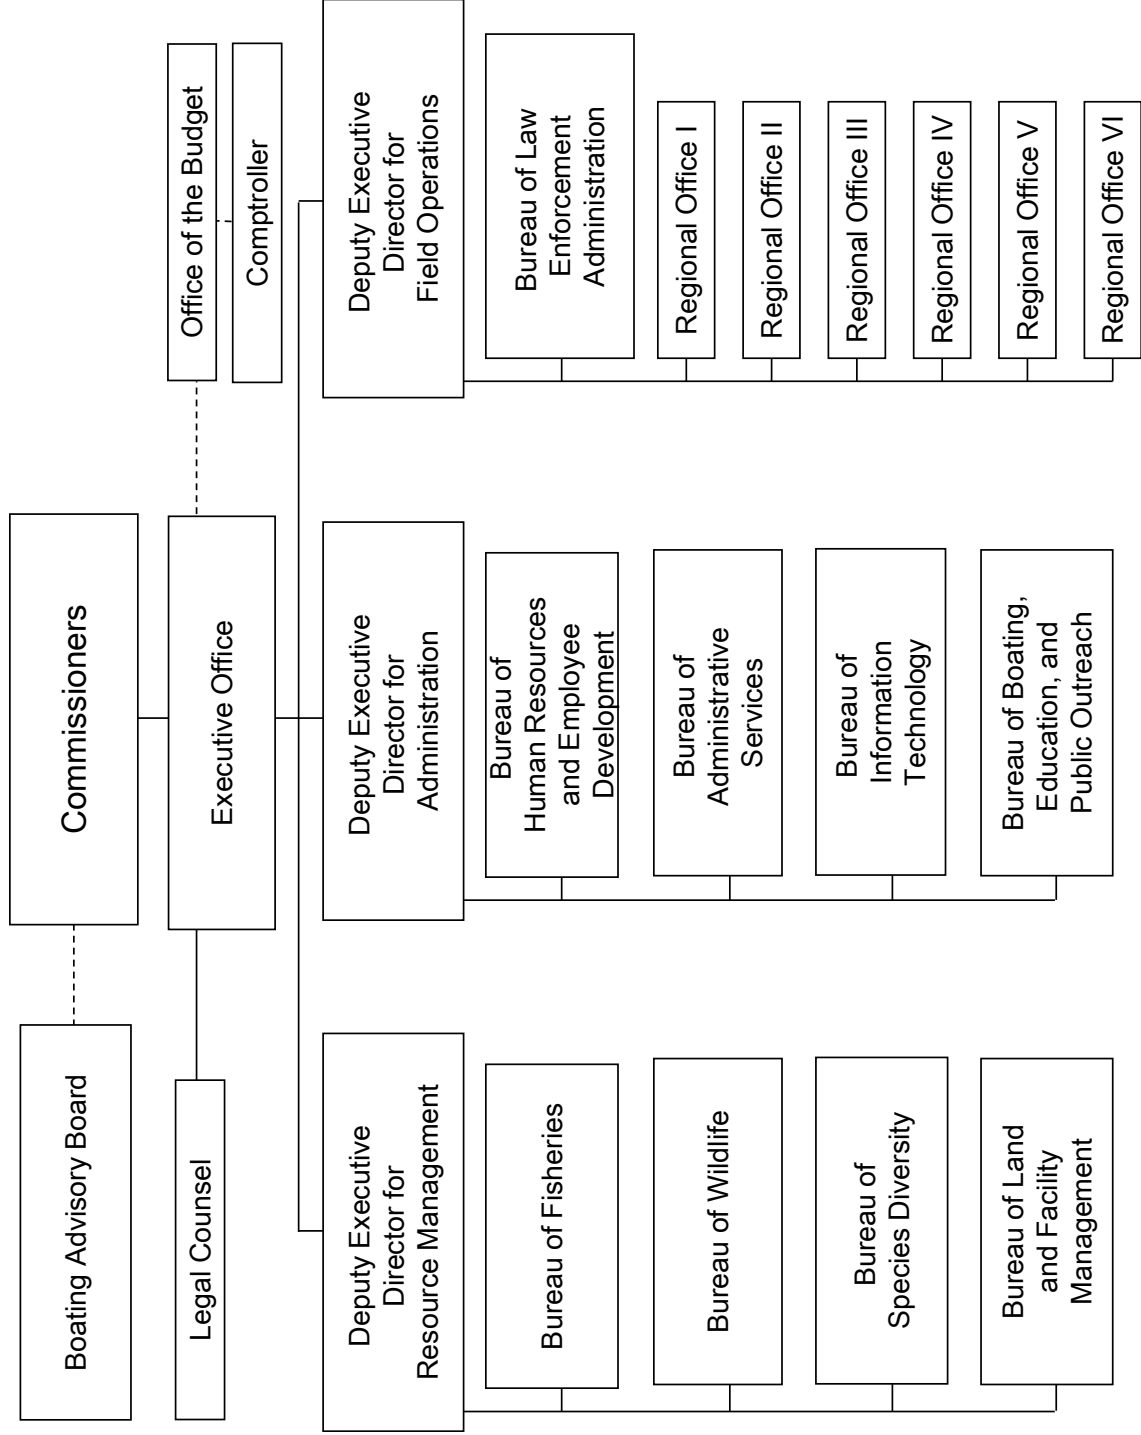 Commissioners
Boating Advisory Board
Executive Office
Legal Counsel
Office of the Budget
Comptroller
Deputy Executive
Director for
Resource Management
Bureau of Fisheries
Bureau of Wildlife
Bureau of
Species Diversity
Bureau of Land
and Facility
Management
Deputy Executive
Director for
Administration
Bureau of
Human Resources
and Employee
Development
Bureau of
Administrative
Services
Bureau of
Information
Technology
Bureau of Boating,
Education, and
Public Outreach
Deputy Executive
Director for
Field Operations
Bureau of Law
Enforcement
Administration
Regional Office I
Regional Office II
Regional Office III
Regional Office IV
Regional Office V
Regional Office VI